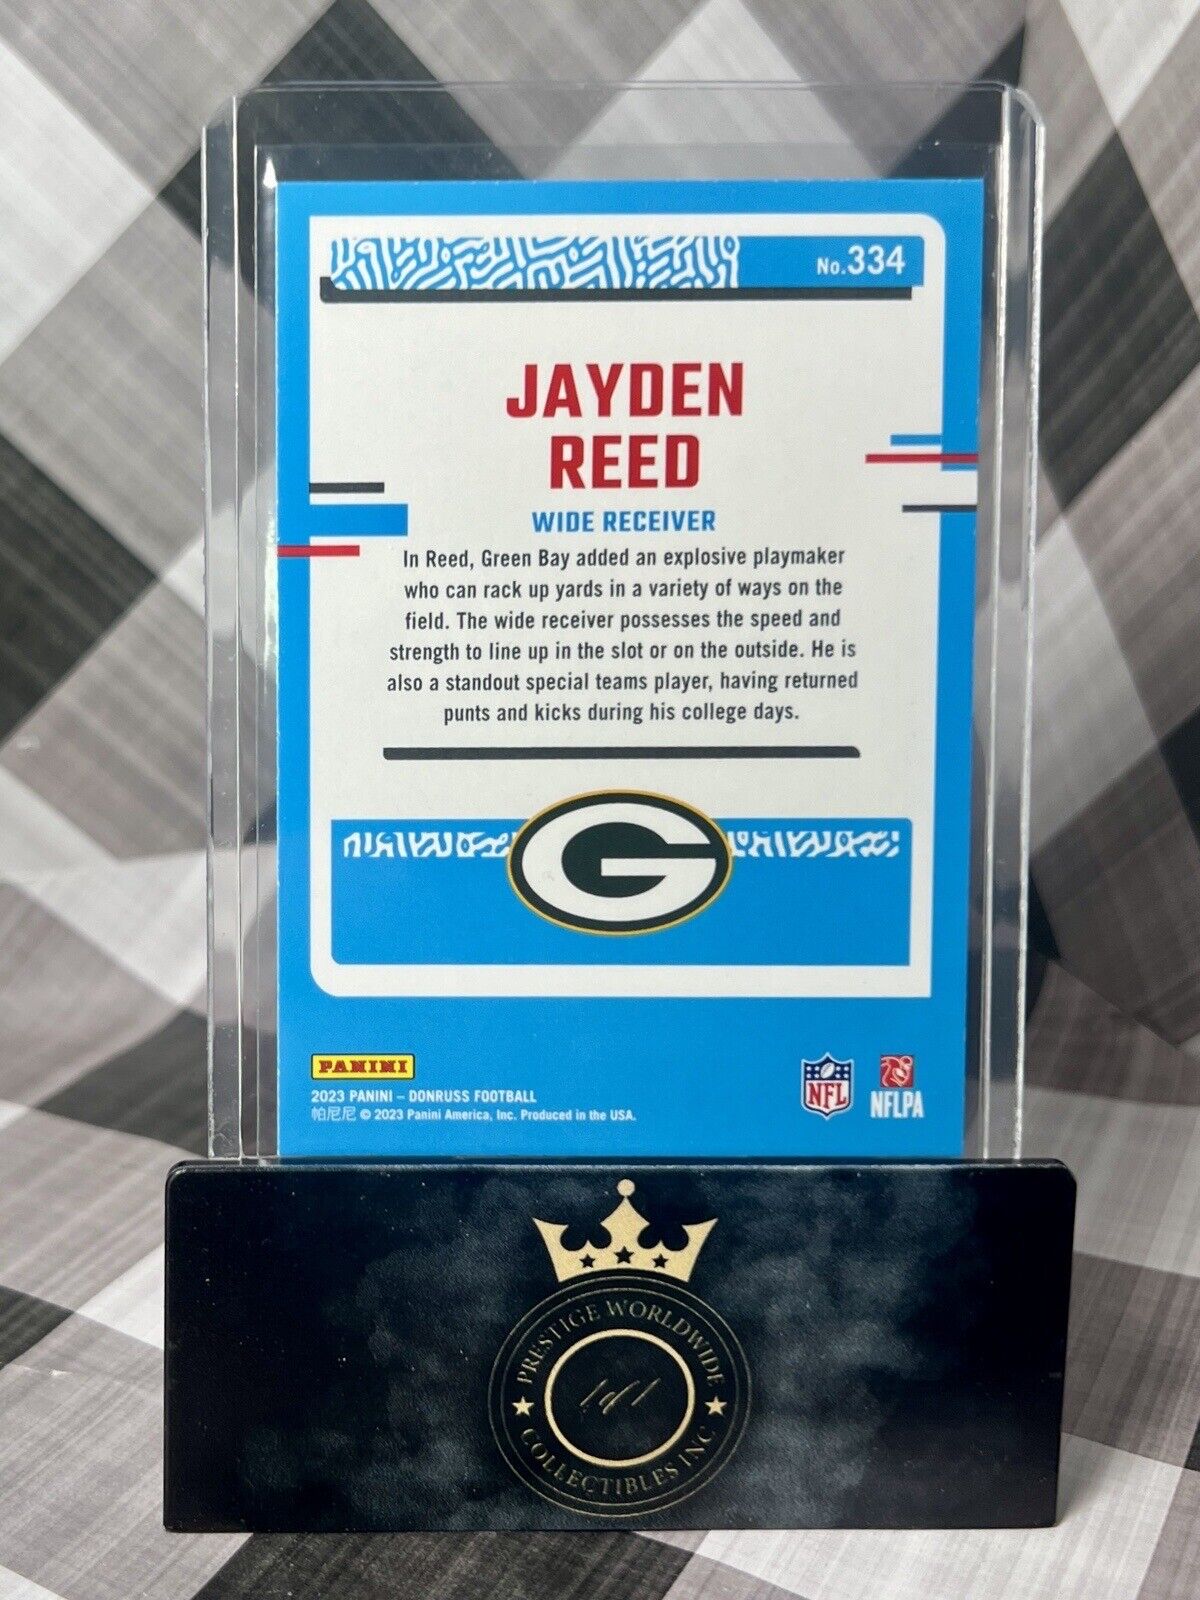 No.334
JAYDEN
REED
WIDE RECEIVER
In Reed, Green Bay added an explosive playmaker
who can rack up yards in a variety of ways on the
field. The wide receiver possesses the speed and
strength to line up in the slot or on the outside. He is
also a standout special teams player, having returned
punts and kicks during his college days.
G
PANINI
2023 PANINI – DONRUSS FOOTBALL
帕尼尼 © 2023 Panini America, Inc. Produced in the USA.
NFL
NFLPA
PRESTIGE WORLDWIDE
1 of 1
COLLECTIBLES INC